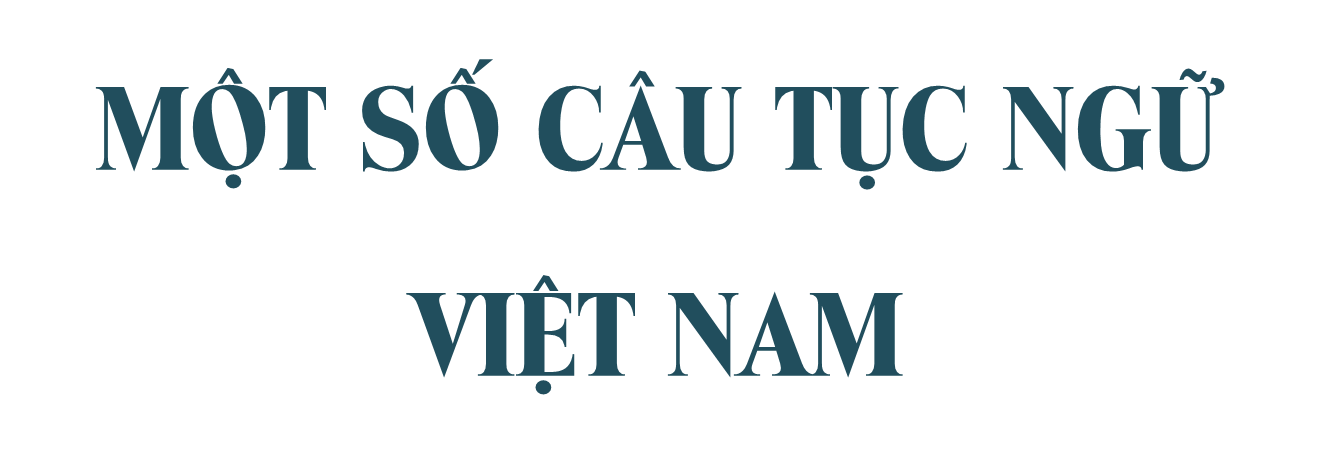 MỘT SỐ CÂU TỤC NGỮ
VIỆT NAM